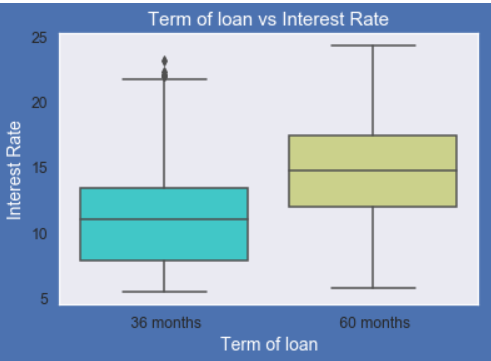 Term of loan vs Interest Rate
25
20
15
10
5
Interest Rate
36 months
60 months
Term of loan